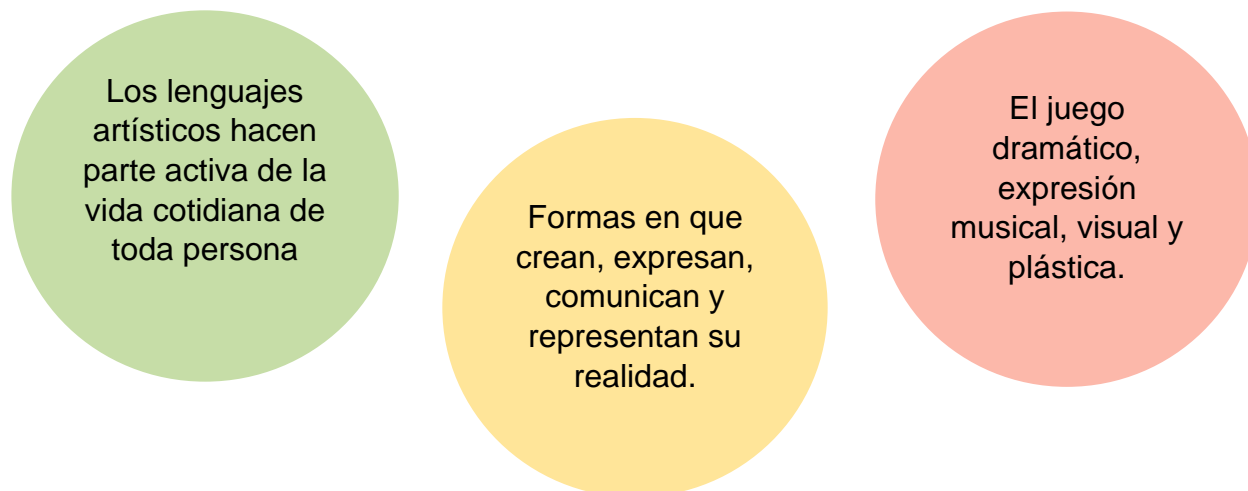 Los lenguajes
artísticos hacen
parte activa de la
vida cotidiana de
toda persona
Formas en que
crean, expresan,
comunican y
representan su
realidad.
El juego
dramático,
expresión
musical, visual y
plástica.